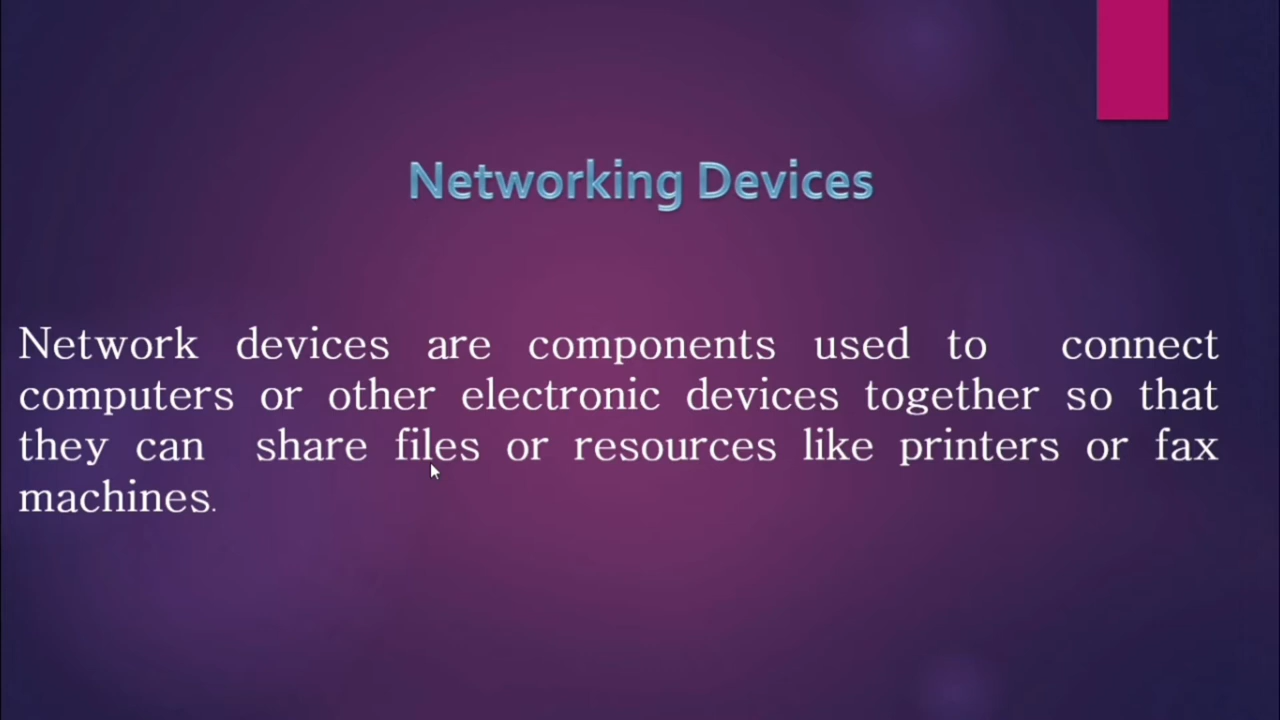 Networking Devices
Network devices are components used to connect
computers or other electronic devices together so that
they can share files or resources like printers or fax
machines.